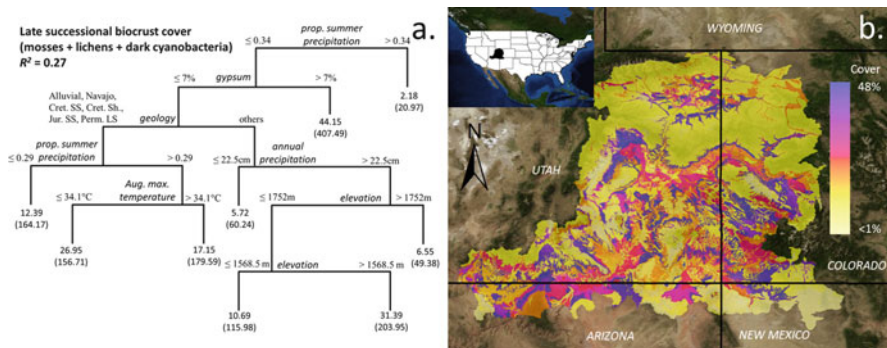 Late successional biocrust cover
(mosses + lichens + dark cyanobacteria)
R² = 0.27
a.
prop. summer
precipitation
≤ 0.34
> 0.34
2.18
(20.97)
≤ 7%
gypsum
> 7%
44.15
(407.49)
Alluvial, Navajo,
Cret. SS, Cret. Sh.,
Jur. SS, Perm. LS
geology
others
prop. summer
precipitation
≤ 0.29
> 0.29
12.39
(164.17)
Aug. max.
temperature
≤ 34.1°C
> 34.1°C
26.95
(156.71)
17.15
(179.59)
annual
precipitation
≤ 22.5cm
> 22.5cm
5.72
(60.24)
≤ 1752m
elevation
> 1752m
6.55
(49.38)
≤ 1568.5 m
elevation
> 1568.5 m
10.69
(115.98)
31.39
(203.95)
b.
WYOMING
Cover
48%
<1%
N
UTAH
COLORADO
ARIZONA
NEW MEXICO